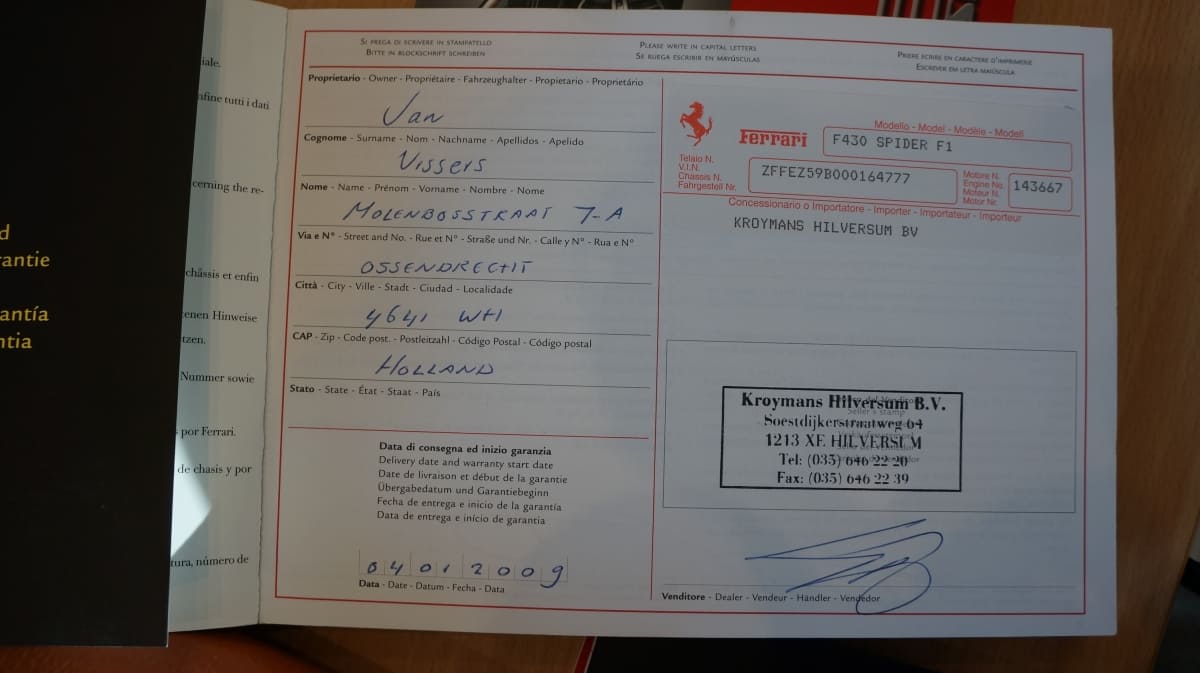 iale.
nfine tutti i dati
cerning the re-
châssis et enfin
enen Hinweise
tzen.
Nummer sowie
por Ferrari.
de chasis y por
tura, número de
d
rantie
antía
ntia
Si prega di scrivere in stampatello
Bitte in blockschrift schreiben
Please write in capital letters
Se ruega escribir en mayúsculas
Prière scrire en caractere d'imprimerie
Escrever em letra maiúscula
Proprietario - Owner - Propriétaire - Fahrzeughalter - Propietario - Proprietário
Van
Cognome - Surname - Nom - Nachname - Apellidos - Apelido
Vissers
Nome - Name - Prénom - Vorname - Nombre - Nome
MOLENBOSSTRAAT 7-A
Via e N° - Street and No. - Rue et N° - Straße und Nr. - Calle y N° - Rua e N°
OSSENDRECHT
Città - City - Ville - Stadt - Ciudad - Localidade
4641 WH
CAP - Zip - Code post. - Postleitzahl - Código Postal - Código postal
HOLLAND
Stato - State - État - Staat - País
Data di consegna ed inizio garanzia
Delivery date and warranty start date
Date de livraison et début de la garantie
Übergabedatum und Garantiebeginn
Fecha de entrega e inicio de la garantía
Data de entrega e início de garantia
04012009
Data - Date - Datum - Fecha - Data
Ferrari
Modello - Model - Modèle - Modell
F430 SPIDER F1
Telaio N.
V.I.N.
Chassis N.
Fahrgestell Nr.
ZFFEZ59B000164777
Motore N.
Engine No.
Moteur N.
Motor Nr.
143667
Concessionario o Importatore - Importer - Importateur - Importeur
KROYMANS HILVERSUM BV
Kroymans Hilversum B.V.
Soestdijkerstraatweg 64
1213 XE HILVERSUM
Tel: (035) 646 22 20
Fax: (035) 646 22 39
Seller's stamp
Venditore - Dealer - Vendeur - Händler - Vendedor